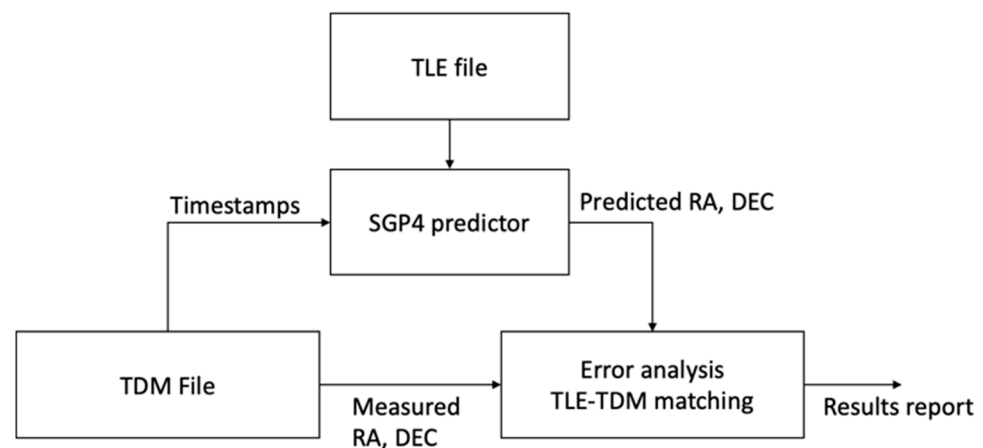 TLE file
Timestamps
SGP4 predictor
Predicted RA, DEC
TDM File
Measured
RA, DEC
Error analysis
TLE-TDM matching
Results report